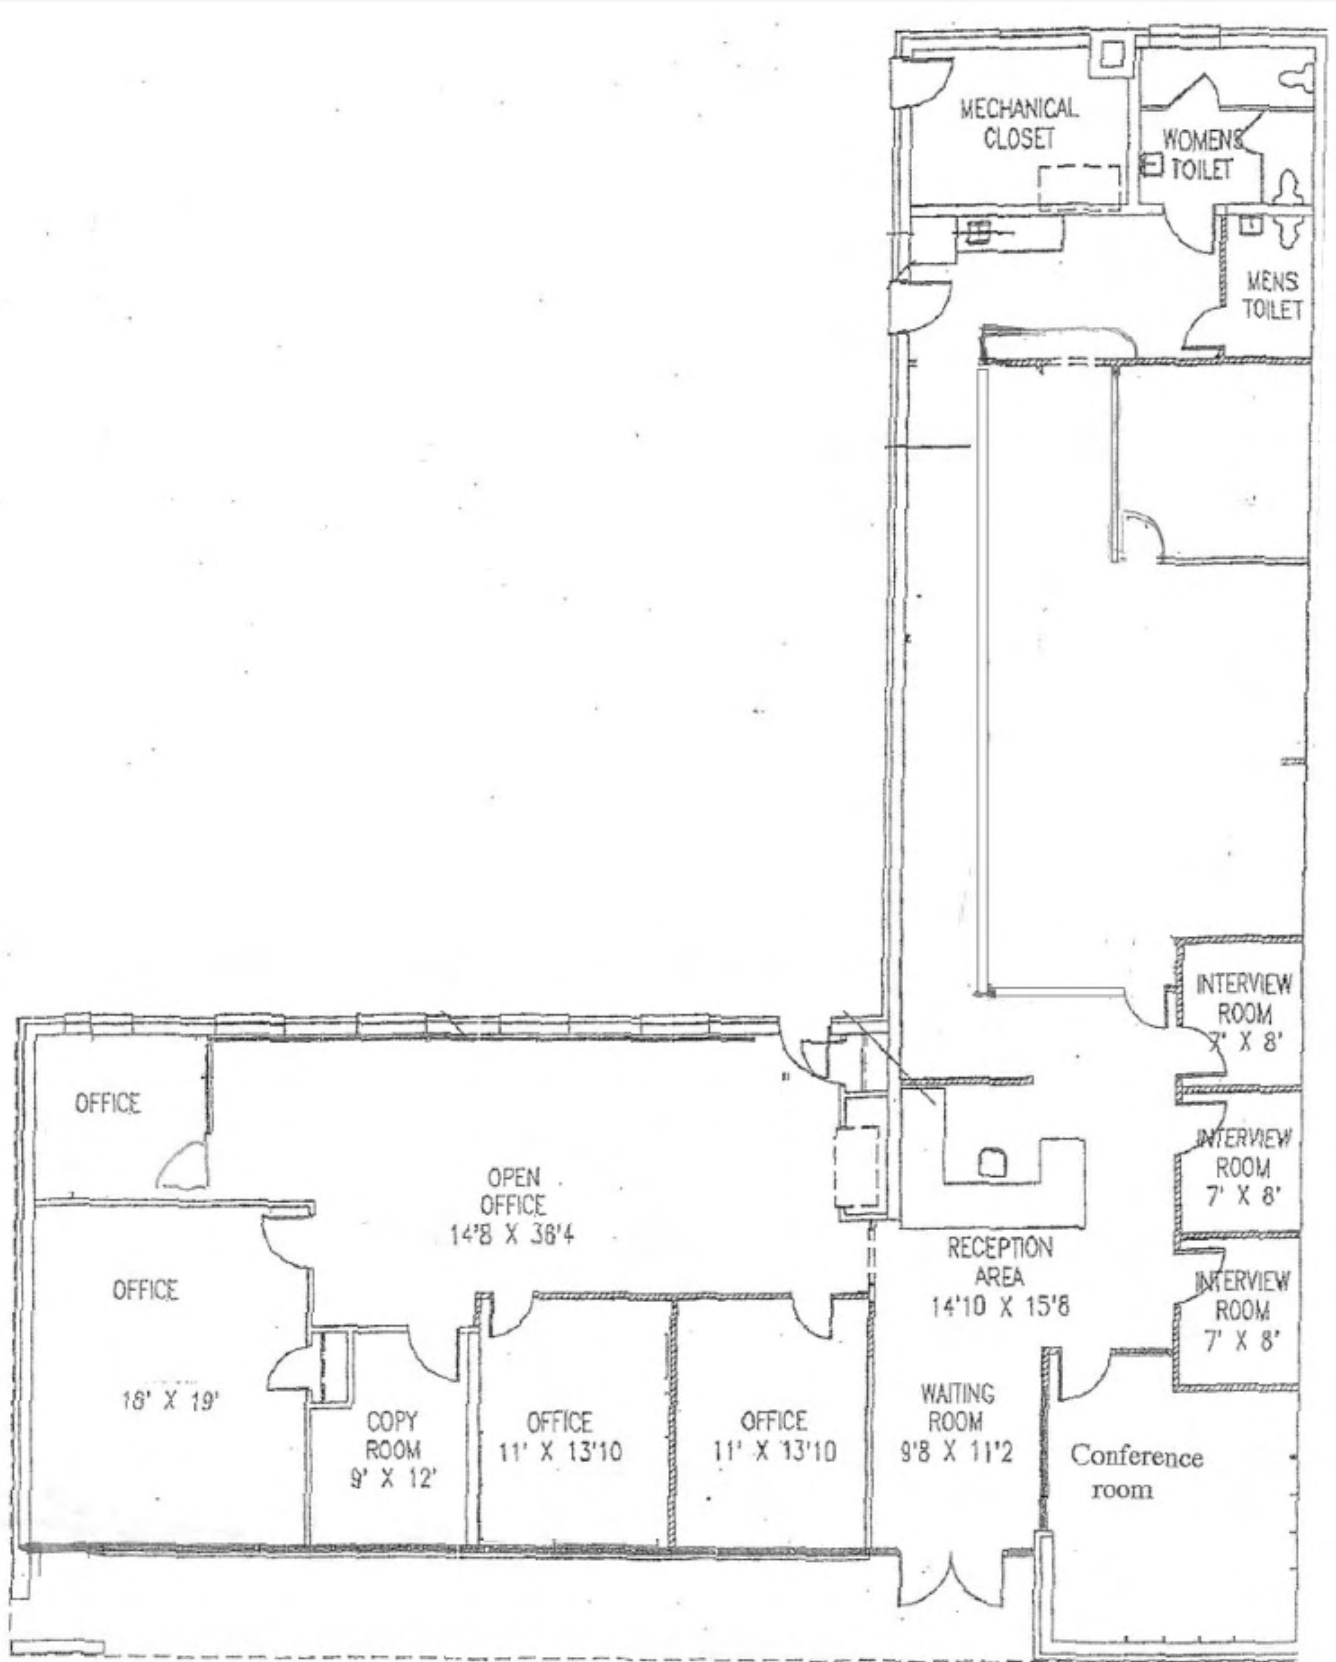 MECHANICAL
CLOSET
WOMENS
TOILET
MENS
TOILET
INTERVIEW
ROOM
7' X 8'
INTERVIEW
ROOM
7' X 8'
INTERVIEW
ROOM
7' X 8'
OFFICE
OPEN
OFFICE
14'8 X 36'4
RECEPTION
AREA
14'10 X 15'8
OFFICE
16' X 19'
COPY
ROOM
9' X 12'
OFFICE
11' X 13'10
OFFICE
11' X 13'10
WAITING
ROOM
9'8 X 11'2
Conference
room